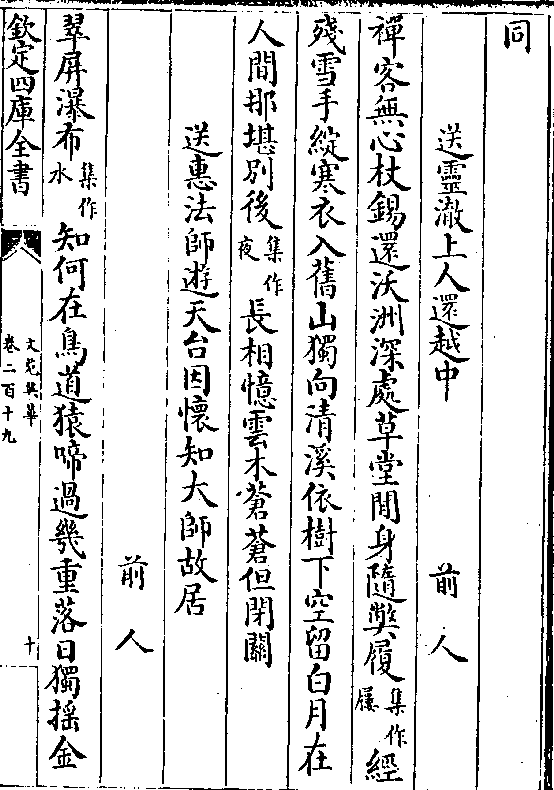 同
送靈澈上人還越中　前人
禪客無心杖錫還沃洲深處草堂閒身隨獘履集作屨經
殘雪手綻寒衣入舊山獨向清溪依樹下空留白月在
人間那堪別後集作夜長相憶雲木蒼蒼但閉關
送惠法師遊天台因懷知大師故居
前人
翠屏瀑布集作水知何在鳥道猿啼過幾重落日獨搖金
欽定四庫全書
文苑英華
卷二百十九
十